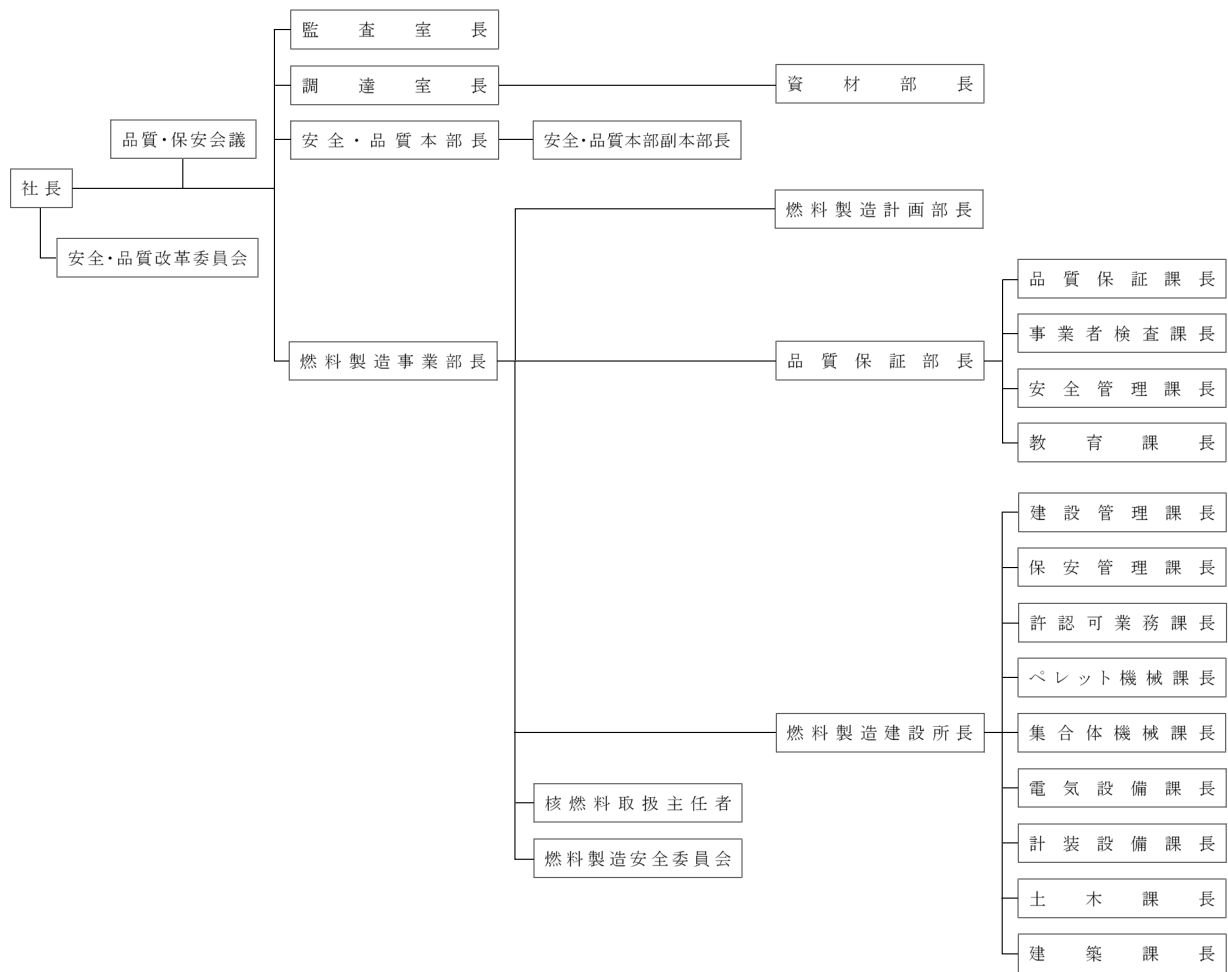 監査室長
調達室長
資材部長
品質・保安会議
安全・品質本部長
安全・品質本部副本部長
社長
燃料製造計画部長
安全・品質改革委員会
品質保証課長
事業者検査課長
燃料製造事業部長
品質保証部長
安全管理課長
教育課長
建設管理課長
保安管理課長
許認可業務課長
ペレット機械課長
燃料製造建設所長
集合体機械課長
電気設備課長
核燃料取扱主任者
計装設備課長
燃料製造安全委員会
土木課長
建築課長